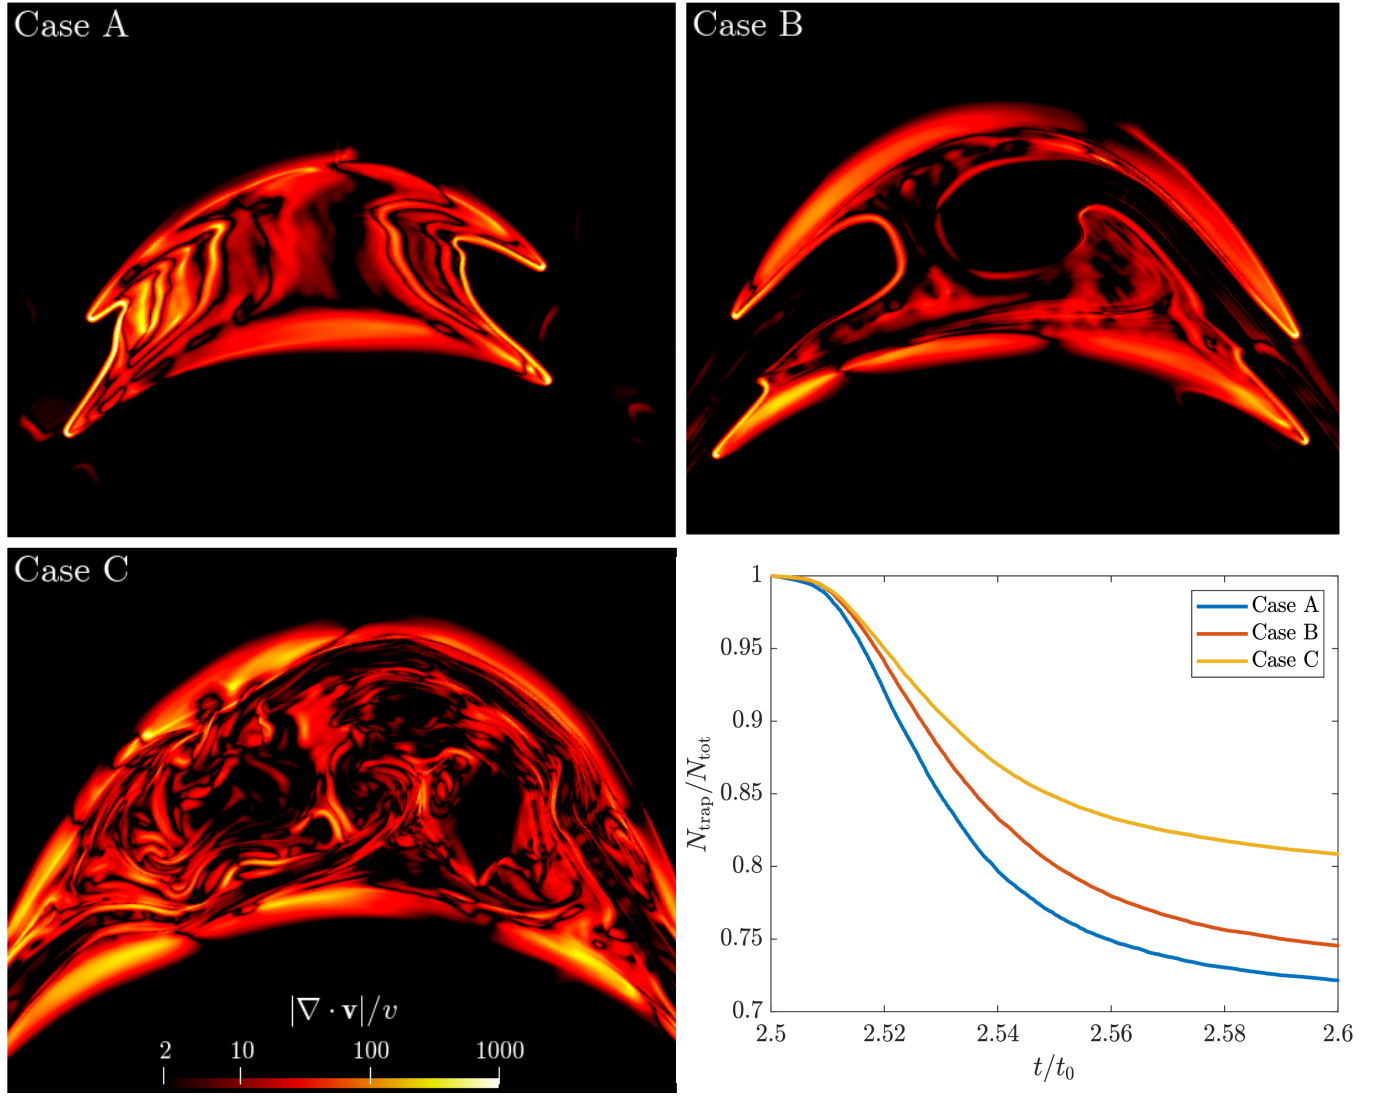 Case A
Case B
Case C
|∇ · v|/v
2 10 100 1000
1
0.95
0.9
0.85
0.8
0.75
0.7
N_trap/N_tot
Case A
Case B
Case C
2.5 2.52 2.54 2.56 2.58 2.6
t/t_0